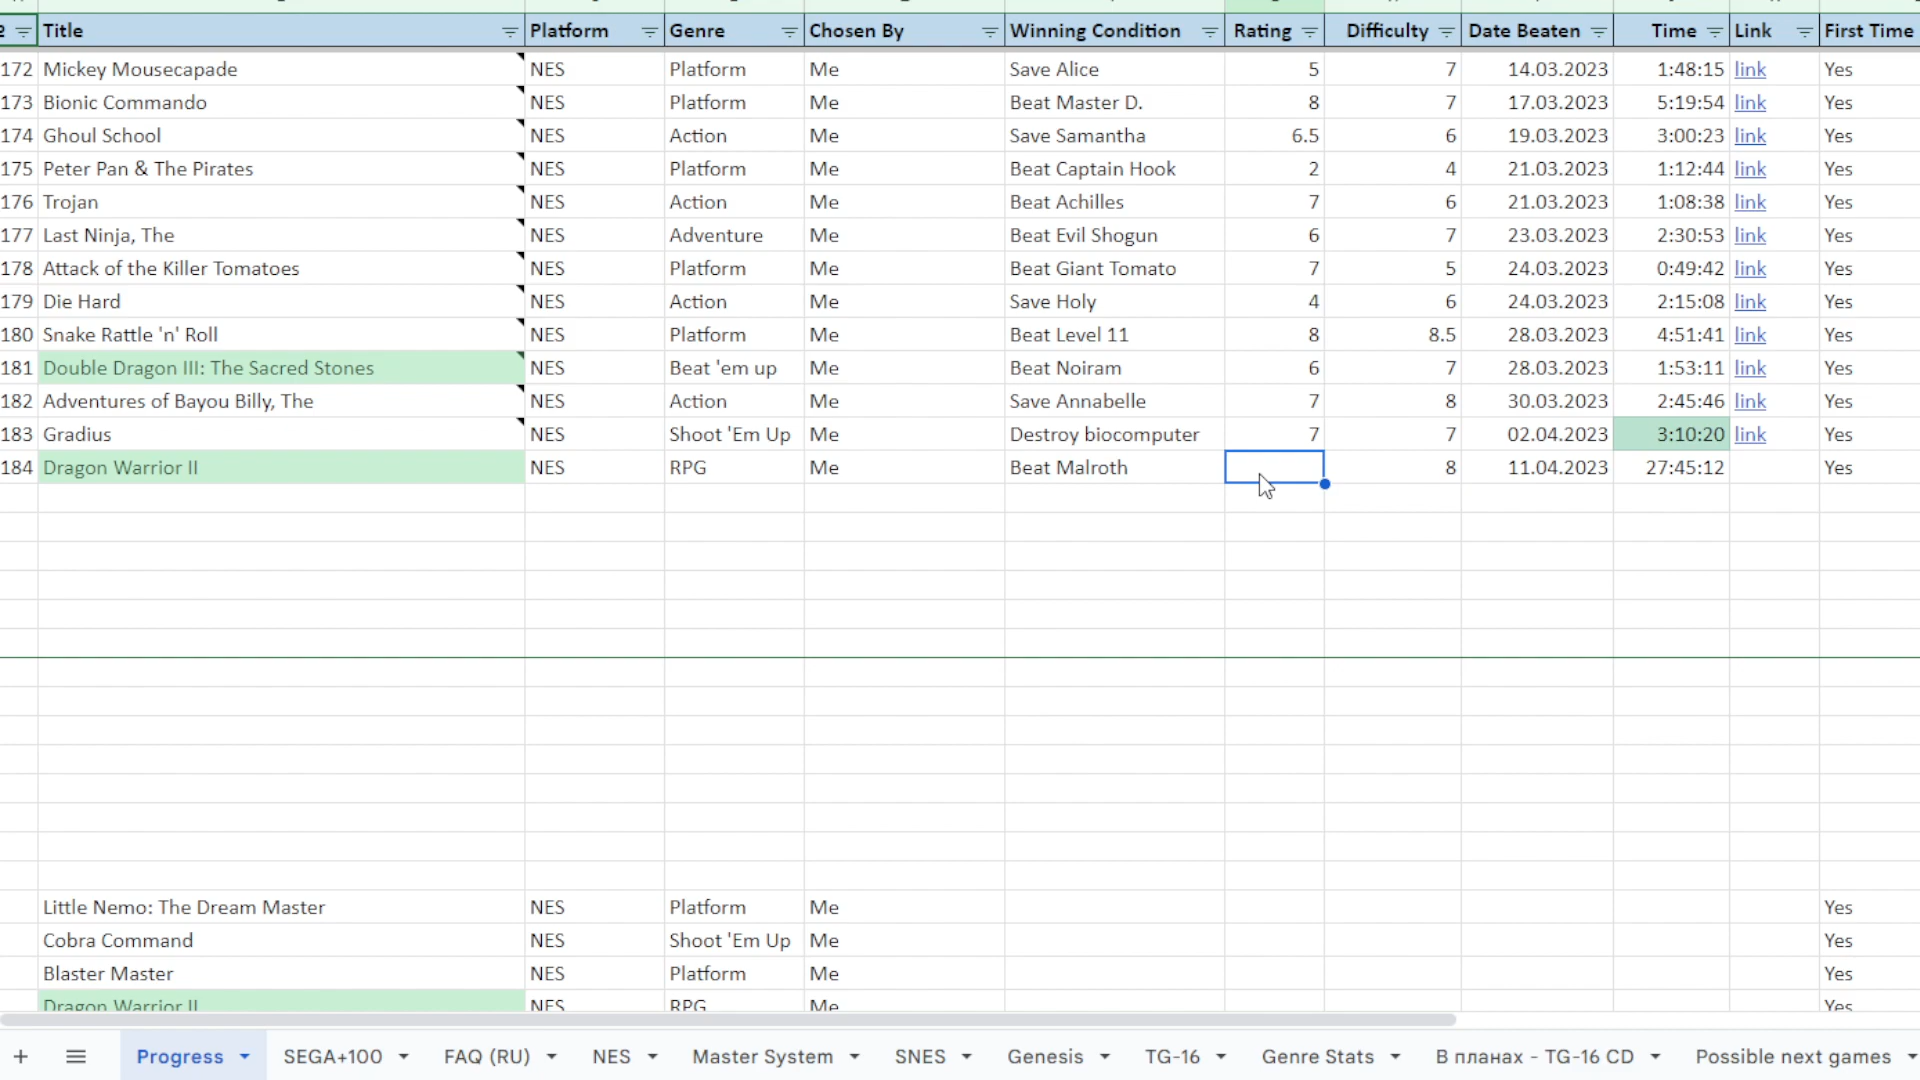 Title Platform Genre Chosen By Winning Condition Rating Difficulty Date Beaten Time Link First Time
172 Mickey Mousecapade NES Platform Me Save Alice 5 7 14.03.2023 1:48:15 link Yes
173 Bionic Commando NES Platform Me Beat Master D. 8 7 17.03.2023 5:19:54 link Yes
174 Ghoul School NES Action Me Save Samantha 6.5 6 19.03.2023 3:00:23 link Yes
175 Peter Pan & The Pirates NES Platform Me Beat Captain Hook 2 4 21.03.2023 1:12:44 link Yes
176 Trojan NES Action Me Beat Achilles 7 6 21.03.2023 1:08:38 link Yes
177 Last Ninja, The NES Adventure Me Beat Evil Shogun 6 7 23.03.2023 2:30:53 link Yes
178 Attack of the Killer Tomatoes NES Platform Me Beat Giant Tomato 7 5 24.03.2023 0:49:42 link Yes
179 Die Hard NES Action Me Save Holy 4 6 24.03.2023 2:15:08 link Yes
180 Snake Rattle 'n' Roll NES Platform Me Beat Level 11 8 8.5 28.03.2023 4:51:41 link Yes
181 Double Dragon III: The Sacred Stones NES Beat 'em up Me Beat Noiram 6 7 28.03.2023 1:53:11 link Yes
182 Adventures of Bayou Billy, The NES Action Me Save Annabelle 7 8 30.03.2023 2:45:46 link Yes
183 Gradius NES Shoot 'Em Up Me Destroy biocomputer 7 7 02.04.2023 3:10:20 link Yes
184 Dragon Warrior II NES RPG Me Beat Malroth 8 11.04.2023 27:45:12 Yes
Little Nemo: The Dream Master NES Platform Me Yes
Cobra Command NES Shoot 'Em Up Me Yes
Blaster Master NES Platform Me Yes
Dragon Warrior II NES RPG Me Yes
+ Progress SEGA+100 FAQ (RU) NES Master System SNES Genesis TG-16 Genre Stats В планах - TG-16 CD Possible next games